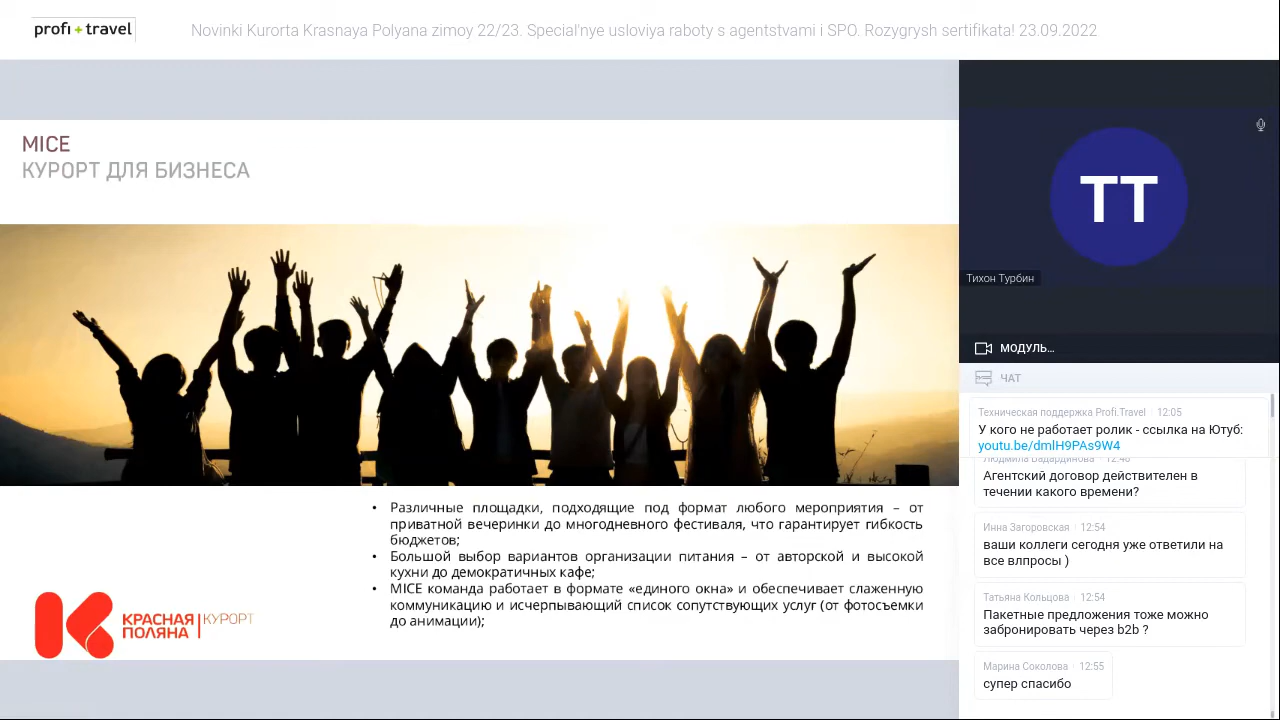 profi + travel
Novinki Kurorta Krasnaya Polyana zimoy 22/23. Special'nye usloviya raboty s agentstvami i SPO. Rozygrysh sertifikata! 23.09.2022
MICE
КУРОРТ ДЛЯ БИЗНЕСА
• Различные площадки, подходящие под формат любого мероприятия – от
приватной вечеринки до многодневного фестиваля, что гарантирует гибкость
бюджетов;
• Большой выбор вариантов организации питания – от авторской и высокой
кухни до демократичных кафе;
• MICE команда работает в формате «единого окна» и обеспечивает слаженную
коммуникацию и исчерпывающий список сопутствующих услуг (от фотосъемки
до анимации);
КРАСНАЯ
ПОЛЯНА
КУРОРТ
TT
Тихон Турбин
МОДУЛЬ...
ЧАТ
Техническая поддержка Profi.Travel 12:05
У кого не работает ролик - ссылка на Ютуб:
youtu.be/dmlH9PAs9W4
Людмила Бадардинова 12:46
Агентский договор действителен в
течении какого времени?
Инна Загоровская 12:54
ваши коллеги сегодня уже ответили на
все влпросы )
Татьяна Кольцова 12:54
Пакетные предложения тоже можно
забронировать через b2b ?
Марина Соколова 12:55
супер спасибо